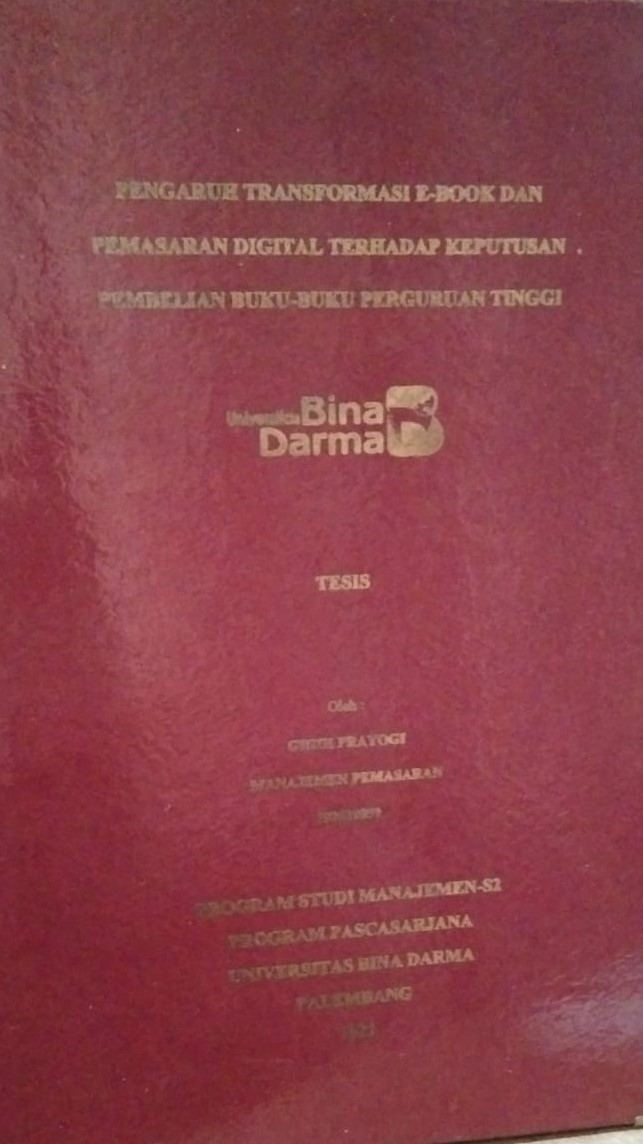 PENGARUH TRANSFORMASI E-BOOK DAN
PEMASARAN DIGITAL TERHADAP KEPUTUSAN
PEMBELIAN BUKU-BUKU PERGURUAN TINGGI
Universitas Bina
Darma
TESIS
Oleh :
PRAYOGI
MANAJEMEN PEMASARAN
PROGRAM STUDI MANAJEMEN-S2
PROGRAM PASCASARJANA
UNIVERSITAS BINA DARMA
PALEMBANG